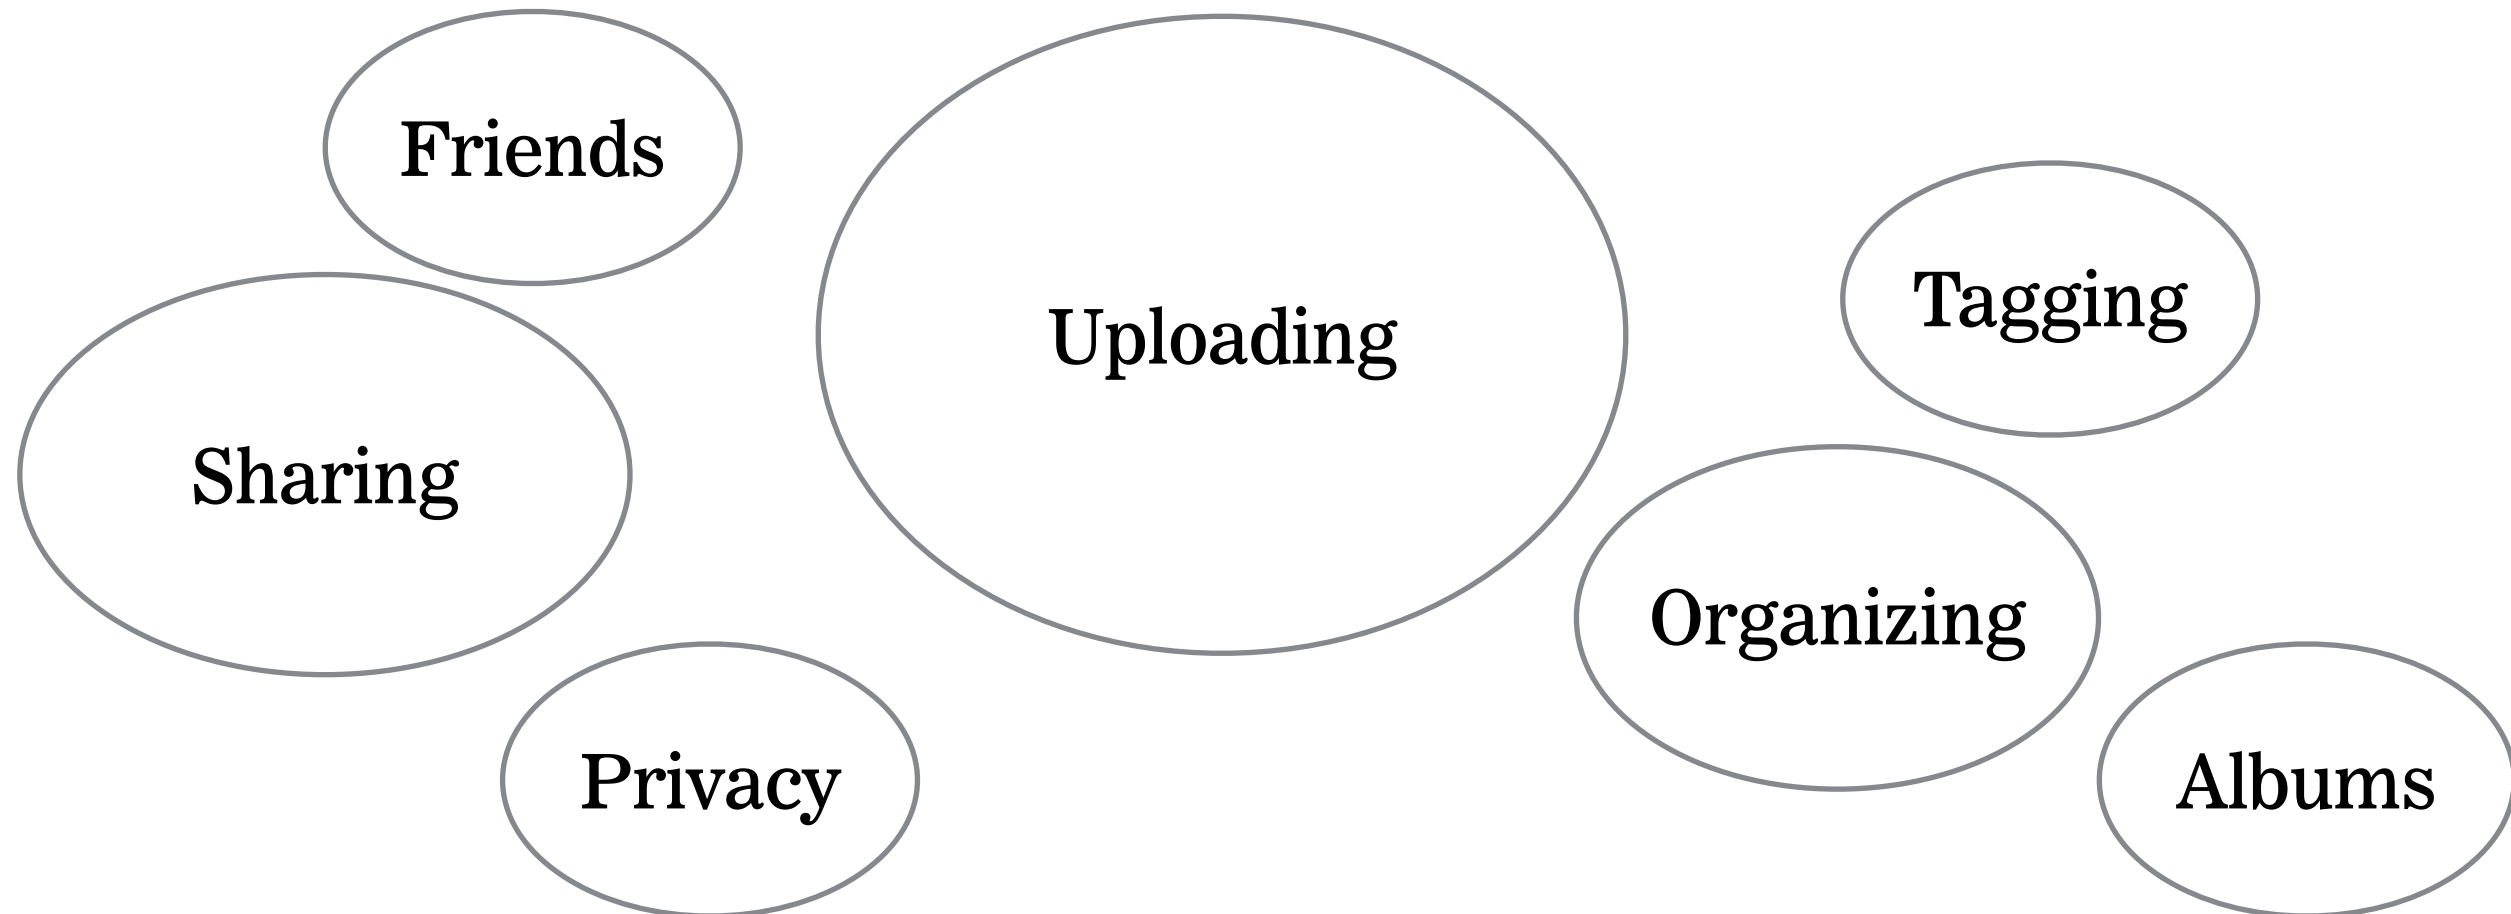 Friends
Uploading
Tagging
Sharing
Organizing
Privacy
Albums